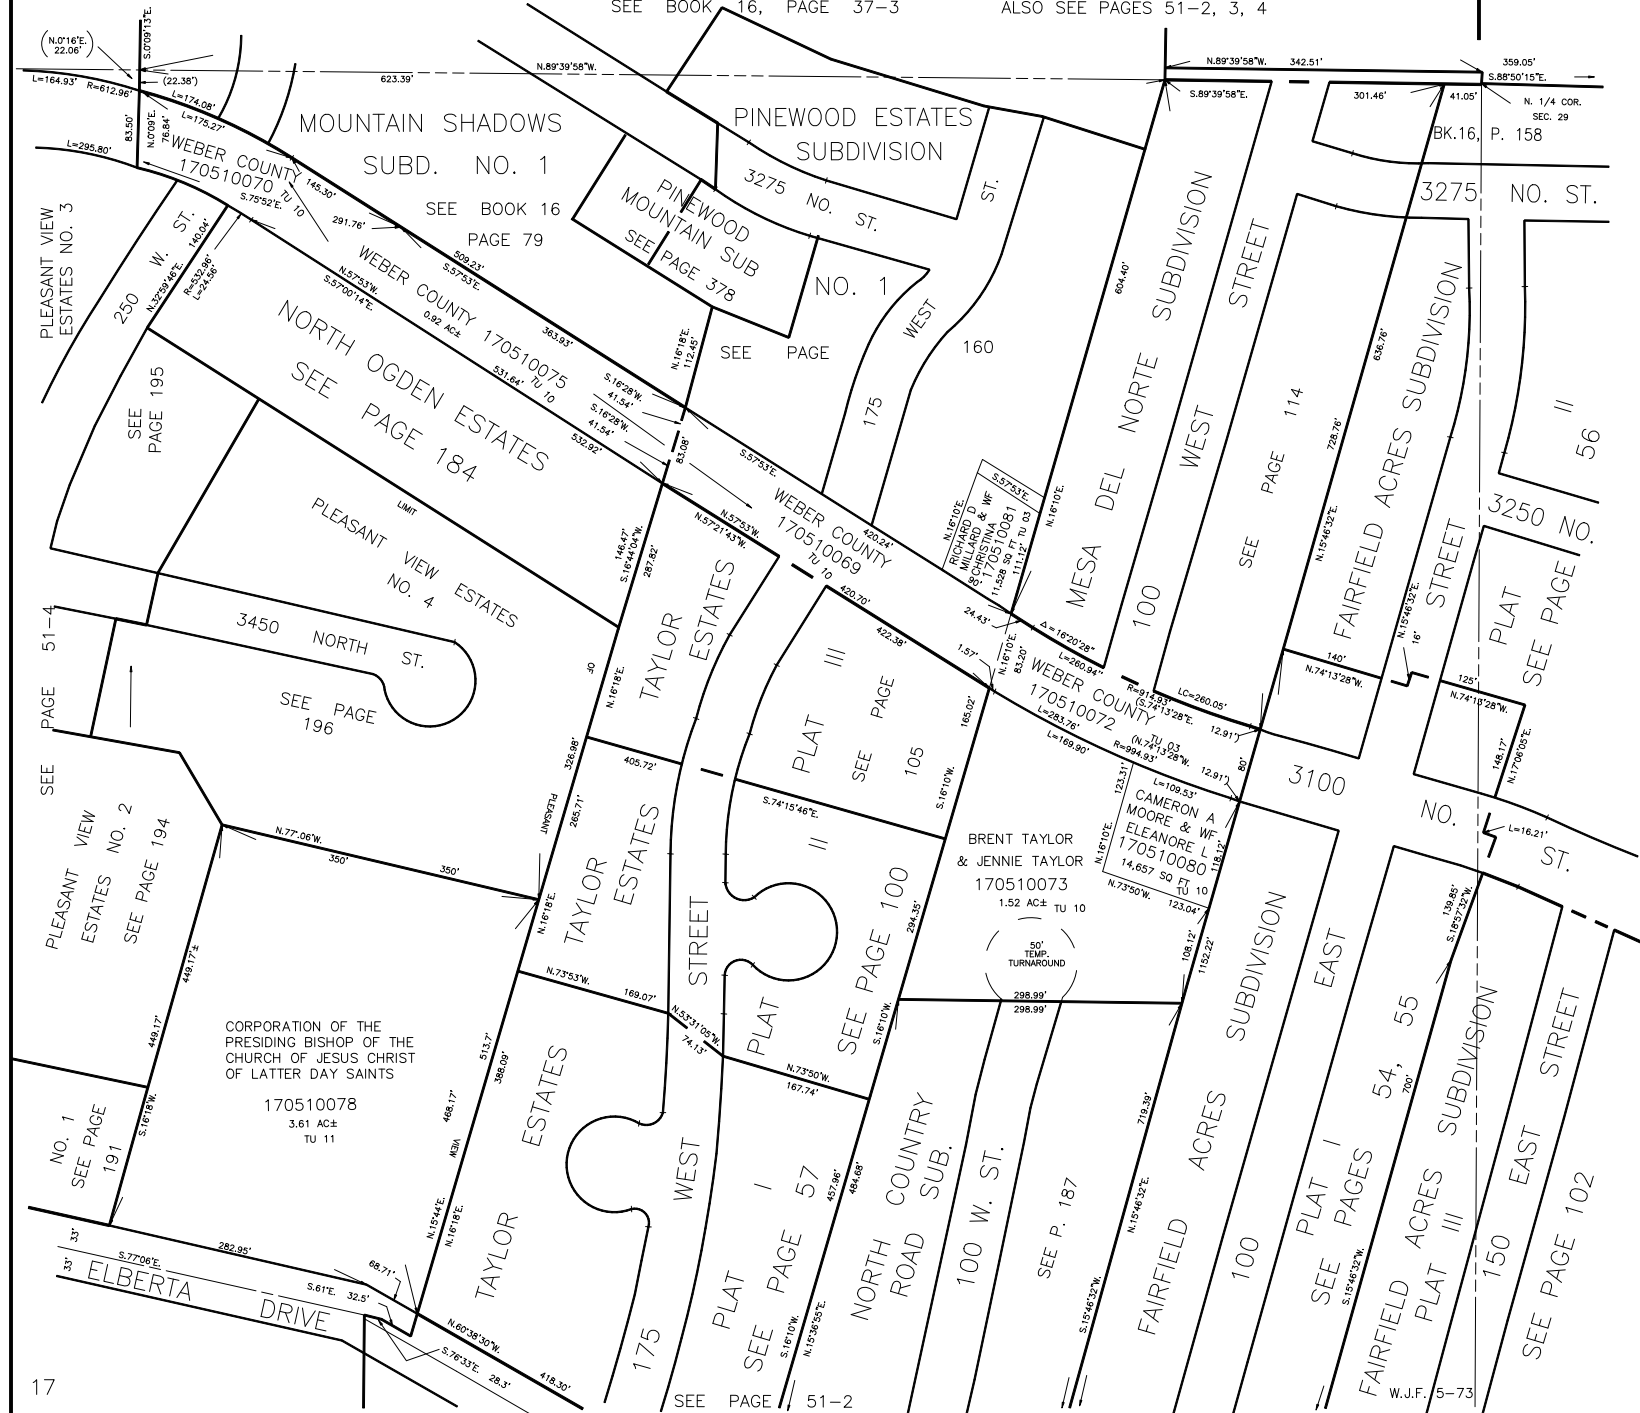 SEE BOOK 16, PAGE 37-3
ALSO SEE PAGES 51-2, 3, 4
(N.0°16'E.
22.06')
S.0°09'13"E.
L=164.93'
R=612.96'
(22.38')
L=174.08'
L=175.27'
623.39'
N.89°39'58"W.
N.89°39'58"W. 342.51'
359.05'
S.88°50'15"E.
S.89°39'58"E.
301.46'
41.05'
N. 1/4 COR.
SEC. 29
BK.16, P. 158
83.50'
N.0°09'E.
76.84'
L=295.80'
WEBER COUNTY
170510070 TU 10
S.75°52'E.
145.30'
291.76'
509.23'
S.57°53'E.
MOUNTAIN SHADOWS
SUBD. NO. 1
SEE BOOK 16
PAGE 79
PINEWOOD ESTATES
SUBDIVISION
3275 NO. ST.
PINEWOOD
MOUNTAIN SUB
SEE PAGE 378
NO. 1
SEE PAGE
160
WEST
ST.
175
3275 NO. ST.
PLEASANT VIEW
ESTATES NO. 3
250 W. ST.
N.32°59'46"E.
140.04'
R=532.96'
L=24.56'
N.57°53'W.
S.57°00'14"E.
WEBER COUNTY 170510075
0.92 AC±
TU 10
363.93'
531.64'
532.92'
S.16°28'W.
41.54'
S.16°28'W.
41.54'
N.16°18'E.
112.45'
83.08'
NORTH OGDEN ESTATES
SEE PAGE 184
SEE
PAGE 195
LIMIT
PLEASANT VIEW ESTATES
NO. 4
S.57°53'E.
N.57°53'W.
N.57°21'43"W.
WEBER COUNTY
170510069
TU 10
420.24'
420.70'
422.38'
146.47'
S.16°44'04"W.
287.82'
N.16°10'E.
S.57°53'E.
N.16°10'E.
RICHARD D
MILLARD & WF
CHRISTINA
170510081
11,528 SQ FT TU 03
111.12'
90'
24.43'
1.57'
N.16°10'E.
83.20'
Δ = 16°20'28"
L=260.94"
WEBER COUNTY
170510072
TU 03
R=914.93'
(S.74°13'28"E.
LC=260.05'
12.91')
L=283.76'
L=169.90'
R=994.93'
(N.74°13'28"W.
12.91')
L=109.53'
80'
604.40'
MESA DEL NORTE SUBDIVISION
100 WEST STREET
SEE PAGE 114
636.76'
728.76'
N.15°46'32"E.
FAIRFIELD ACRES SUBDIVISION
N.15°46'32"E.
16'
STREET
140'
N.74°13'28"W.
II
56
3250 NO.
PLAT
SEE PAGE
125'
N.74°13'28"W.
148.17'
N.17°06'05"E.
3100 NO. ST.
L=16.21'
51-4
SEE PAGE
3450 NORTH ST.
SEE PAGE
196
OF
N.16°18'E.
326.98'
265.71'
PLEASANT
TAYLOR ESTATES
405.72'
PLAT III
SEE PAGE
105
165.02'
S.16°10'W.
S.74°15'46"E.
PLEASANT VIEW
ESTATES NO. 2
SEE PAGE 194
N.77°.06'W.
350'
350'
N.16°18'E.
449.17'±
449.17'
S.16°18'W.
CORPORATION OF THE
PRESIDING BISHOP OF THE
CHURCH OF JESUS CHRIST
OF LATTER DAY SAINTS
170510078
3.61 AC±
TU 11
TAYLOR ESTATES
N.73°53'W.
169.07'
N.53°31'05"W.
74.13'
STREET
PLAT II
SEE PAGE 100
294.35'
S.16°10'W.
N.73°50'W.
167.74'
BRENT TAYLOR
& JENNIE TAYLOR
170510073
1.52 AC± TU 10
50'
TEMP.
TURNAROUND
298.99'
298.99'
123.31'
N.16°10'E.
CAMERON A
MOORE & WF
ELEANORE L
170510080
14,657 SQ FT
TU 10
118.12'
N.73°50'W.
123.04'
108.12'
1152.22'
FAIRFIELD ACRES SUBDIVISION
100 EAST
139.85'
S.18°57'32"W.
NO. 1
SEE PAGE
191
513.7'
388.09'
468.17'
VIEW
N.15°44'E.
N.16°18'E.
TAYLOR ESTATES
WEST
175
PLAT I
SEE PAGE 57
457.96'
484.68'
S.16°10'W.
N.15°36'55"E.
NORTH COUNTRY
ROAD SUB.
100 W. ST.
SEE P. 187
719.39'
N.15°46'32"E.
S.15°46'32"W.
PLAT I
SEE PAGES 54, 55
700'
S.15°46'32"W.
FAIRFIELD ACRES SUBDIVISION
PLAT III
150 EAST STREET
SEE PAGE 102
33'
33'
S.77°06'E.
282.95'
ELBERTA DRIVE
S.61°E. 32.5'
68.71'
N.60°38'30"W.
418.30'
S.76°33'E.
28.3'
17
SEE PAGE 51-2
W.J.F. 5-73